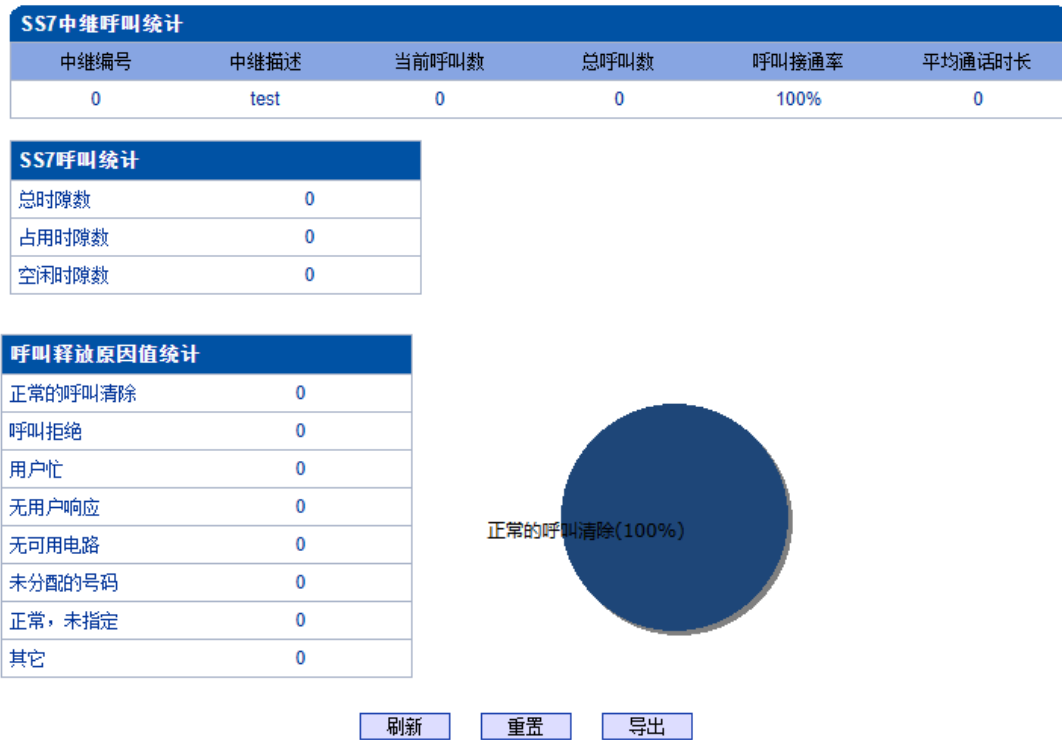 SS7中继呼叫统计
中继编号 中继描述 当前呼叫数 总呼叫数 呼叫接通率 平均通话时长
0 test 0 0 100% 0
SS7呼叫统计
总时隙数 0
占用时隙数 0
空闲时隙数 0
呼叫释放原因值统计
正常的呼叫清除 0
呼叫拒绝 0
用户忙 0
无用户响应 0
无可用电路 0
未分配的号码 0
正常，未指定 0
其它 0
正常的呼叫清除(100%)
刷新 重置 导出